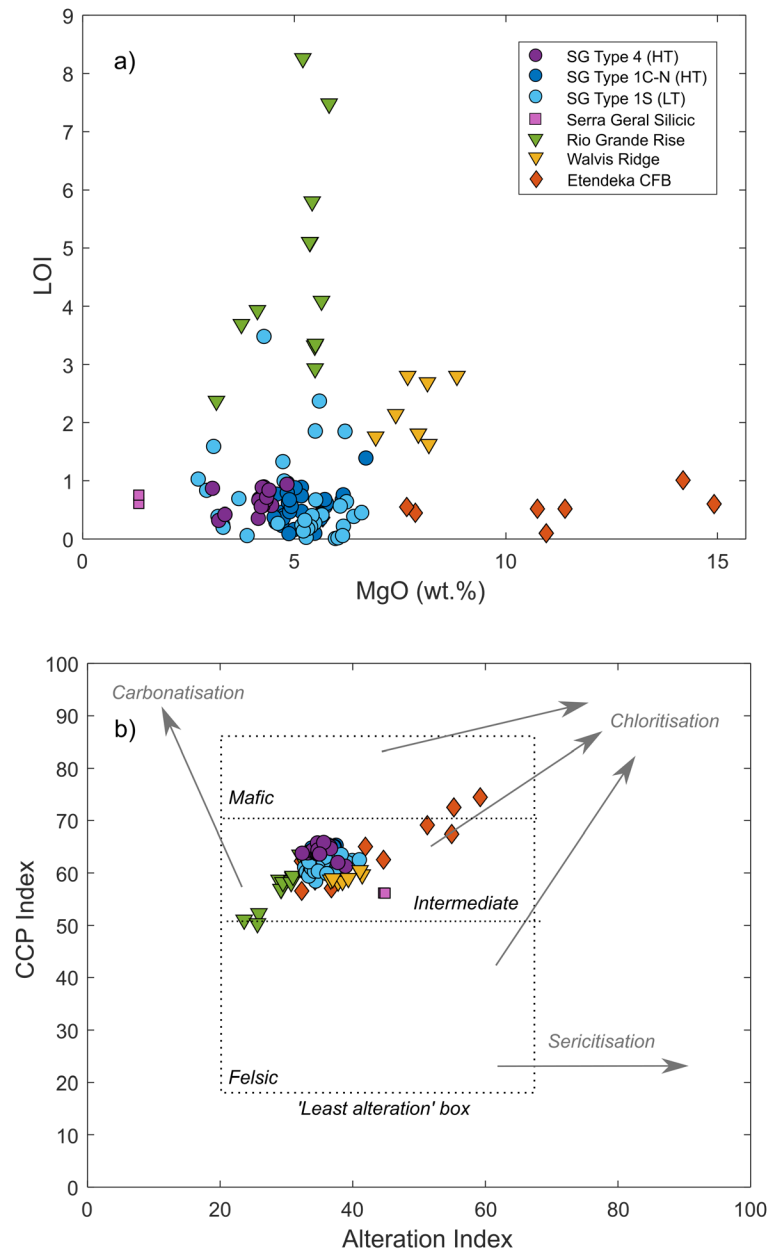 9
8
7
6
5
4
3
2
1
0
LOI
a)
SG Type 4 (HT)
SG Type 1C-N (HT)
SG Type 1S (LT)
Serra Geral Silicic
Rio Grande Rise
Walvis Ridge
Etendeka CFB
0 5 10 15
MgO (wt.%)
100
90
80
70
60
50
40
30
20
10
0
CCP Index
Carbonatisation
b)
Chloritisation
Mafic
Intermediate
Sericitisation
Felsic
'Least alteration' box
0 20 40 60 80 100
Alteration Index